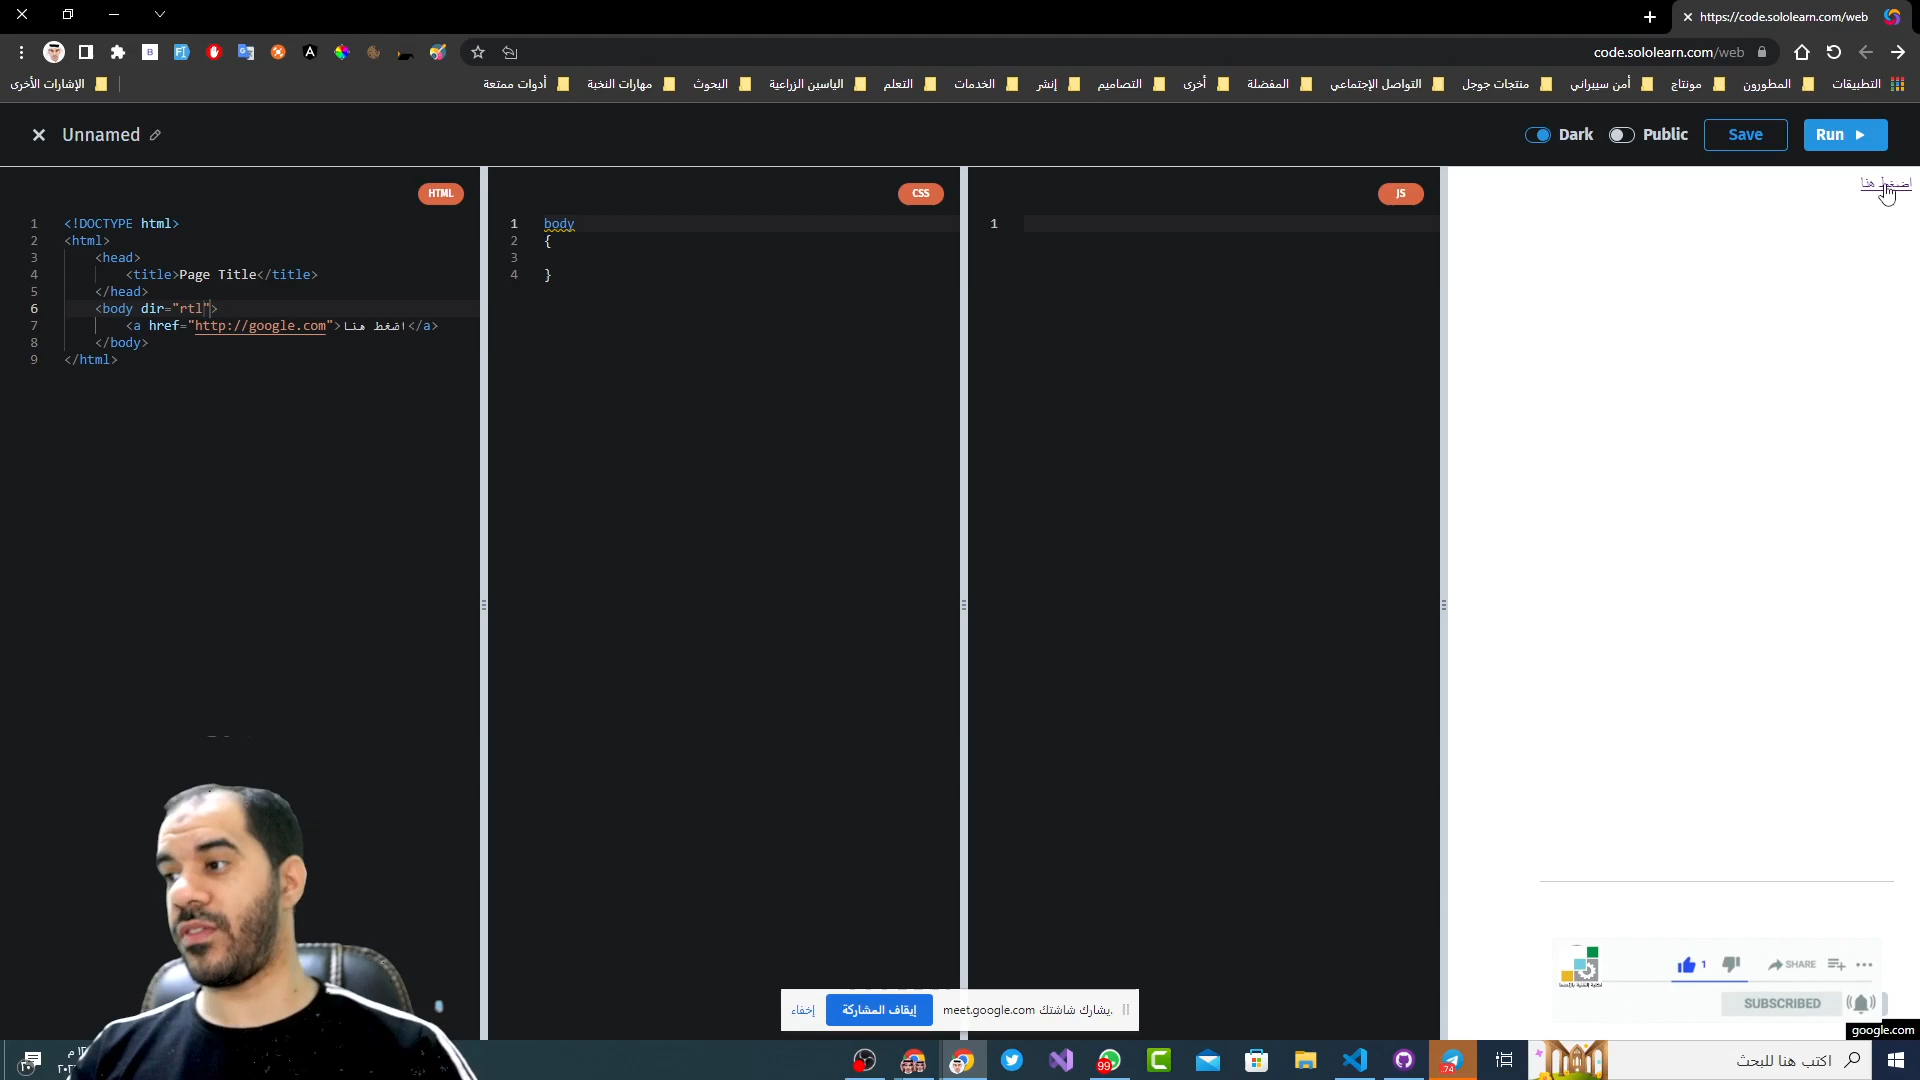 https://code.sololearn.com/web
code.sololearn.com/web
التطبيقات
المطورون
مونتاج
أمن سيبراني
منتجات جوجل
التواصل الإجتماعي
المفضلة
أخرى
التصاميم
إنشر
الخدمات
التعلم
الياسين الزراعية
البحوث
مهارات النخبة
أدوات ممتعة
الإشارات الأخرى
Unnamed
Dark
Public
Save
Run
HTML
1 <!DOCTYPE html>
2 <html>
3 <head>
4 <title>Page Title</title>
5 </head>
6 <body dir="rtl">
7 <a href="http://google.com">اضغط هنا</a>
8 </body>
9 </html>
CSS
1 body
2 {
3
4 }
JS
1
اضغط هنا
1 SHARE
SUBSCRIBED
google.com
meet.google.com يشارك شاشتك.
إيقاف المشاركة
إخفاء
اكتب هنا للبحث
99
74